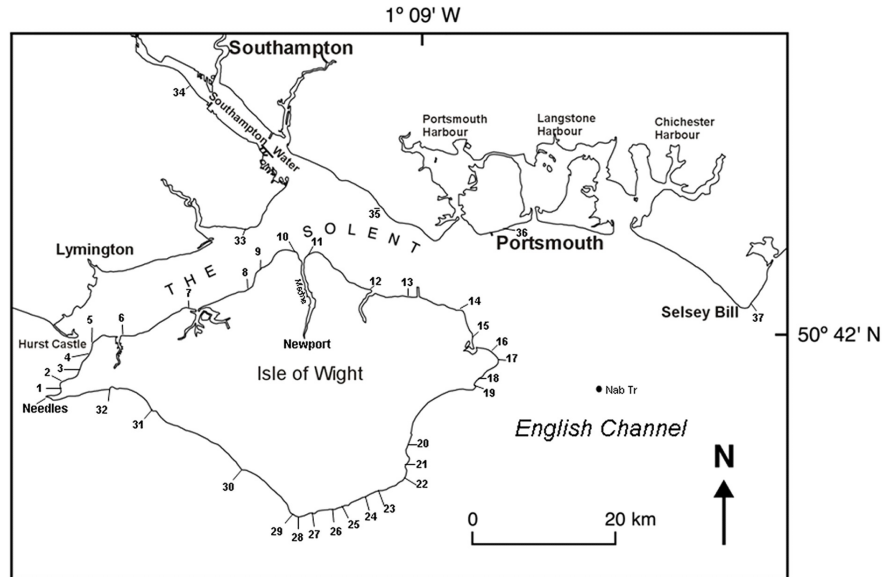 1° 09' W
Southampton
34
Southampton
Water
Portsmouth
Harbour
Langstone
Harbour
Chichester
Harbour
35
36
Portsmouth
33
THE SOLENT
Lymington
10
11
9
8
7
Medina
12
13
14
Selsey Bill
37
50° 42' N
5
6
Hurst Castle
4
3
2
1
Needles
Newport
Isle of Wight
15
16
17
18
19
Nab Tr
32
31
English Channel
20
21
22
30
N
29
28
27
26
25
24
23
0
20 km